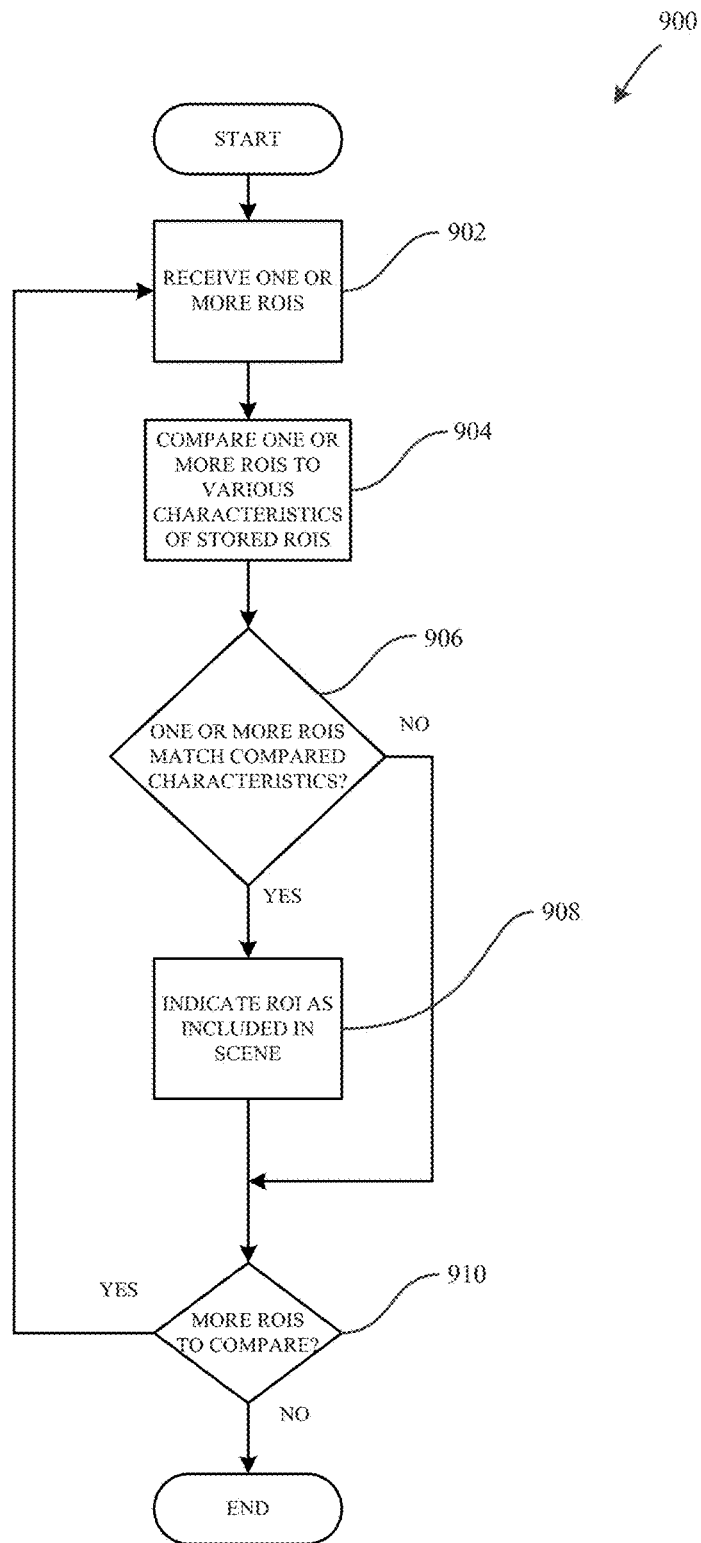 900
START
902
RECEIVE ONE OR
MORE ROIS
904
COMPARE ONE OR
MORE ROIS TO
VARIOUS
CHARACTERISTICS
OF STORED ROIS
906
NO
ONE OR MORE ROIS
MATCH COMPARED
CHARACTERISTICS?
YES
908
INDICATE ROI AS
INCLUDED IN
SCENE
910
YES
MORE ROIS
TO COMPARE?
NO
END